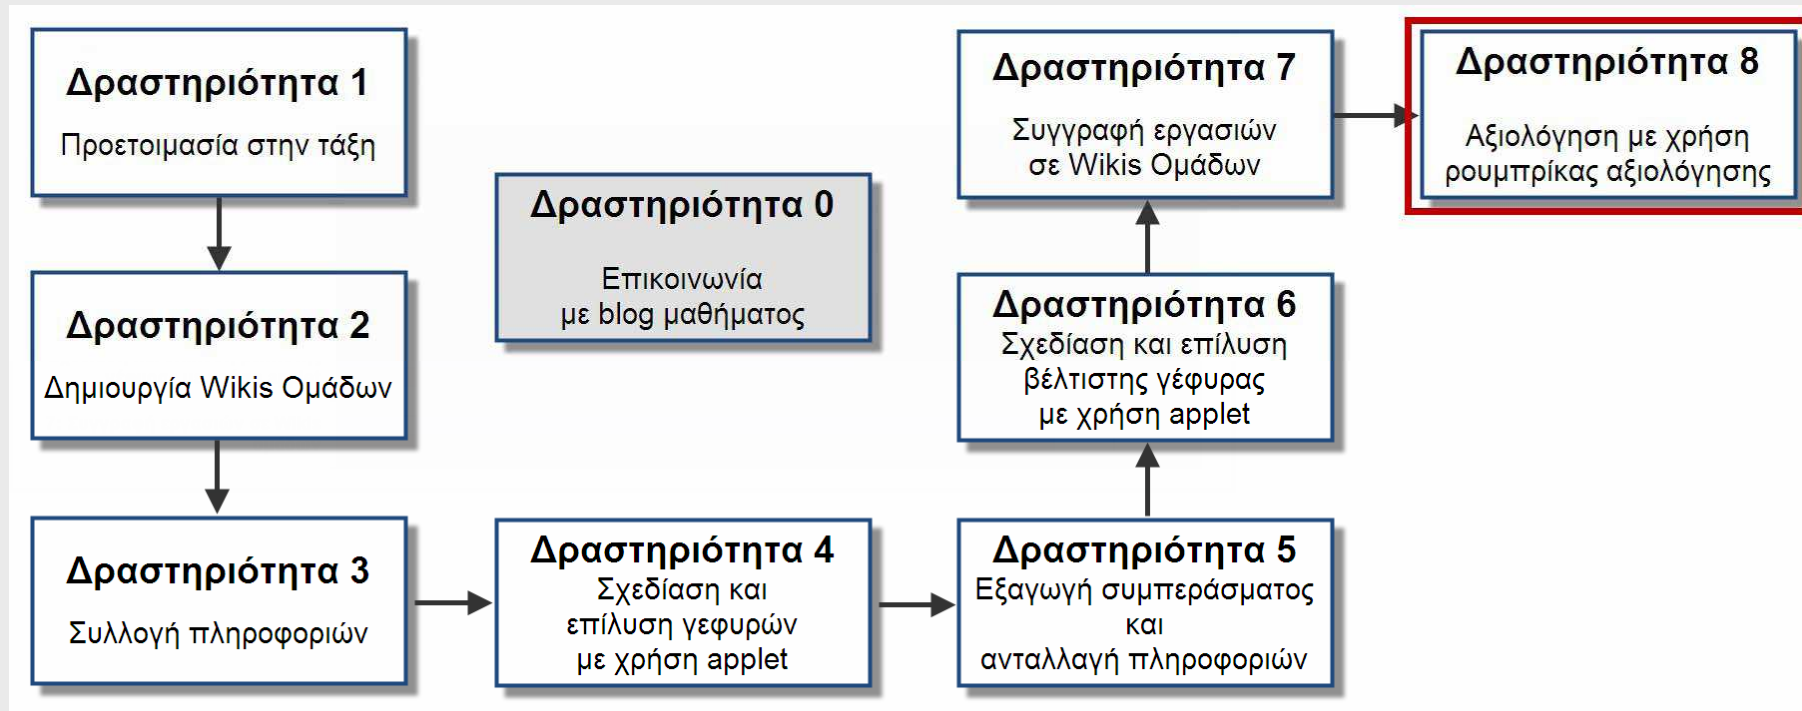 Δραστηριότητα 1
Προετοιμασία στην τάξη
Δραστηριότητα 2
Δημιουργία Wikis Ομάδων
Δραστηριότητα 3
Συλλογή πληροφοριών
Δραστηριότητα 0
Επικοινωνία
με blog μαθήματος
Δραστηριότητα 4
Σχεδίαση και
επίλυση γεφυρών
με χρήση applet
Δραστηριότητα 5
Εξαγωγή συμπεράσματος
και
ανταλλαγή πληροφοριών
Δραστηριότητα 6
Σχεδίαση και επίλυση
βέλτιστης γέφυρας
με χρήση applet
Δραστηριότητα 7
Συγγραφή εργασιών
σε Wikis Ομάδων
Δραστηριότητα 8
Αξιολόγηση με χρήση
ρουμπρίκας αξιολόγησης